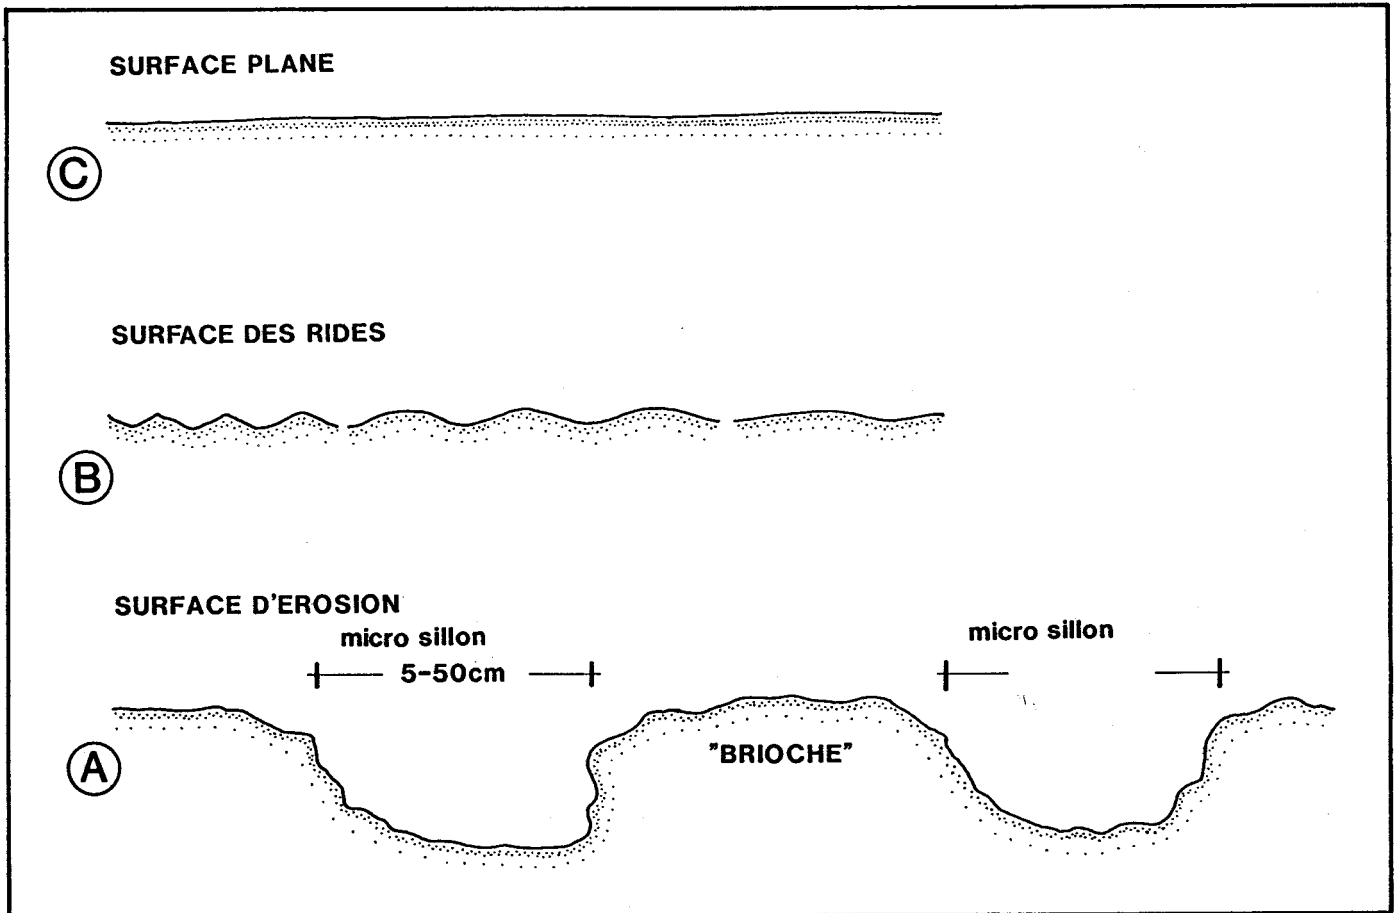 SURFACE PLANE
C
SURFACE DES RIDES
B
SURFACE D'EROSION
micro sillon
5-50cm
micro sillon
A
"BRIOCHE"